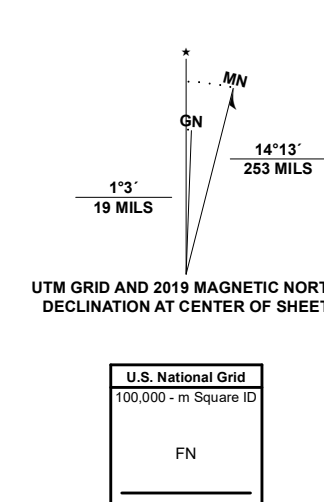 ★
MN
GN
14°13´
253 MILS
1°3´
19 MILS
UTM GRID AND 2019 MAGNETIC NORT
DECLINATION AT CENTER OF SHEET
U.S. National Grid
100,000 - m Square ID
FN